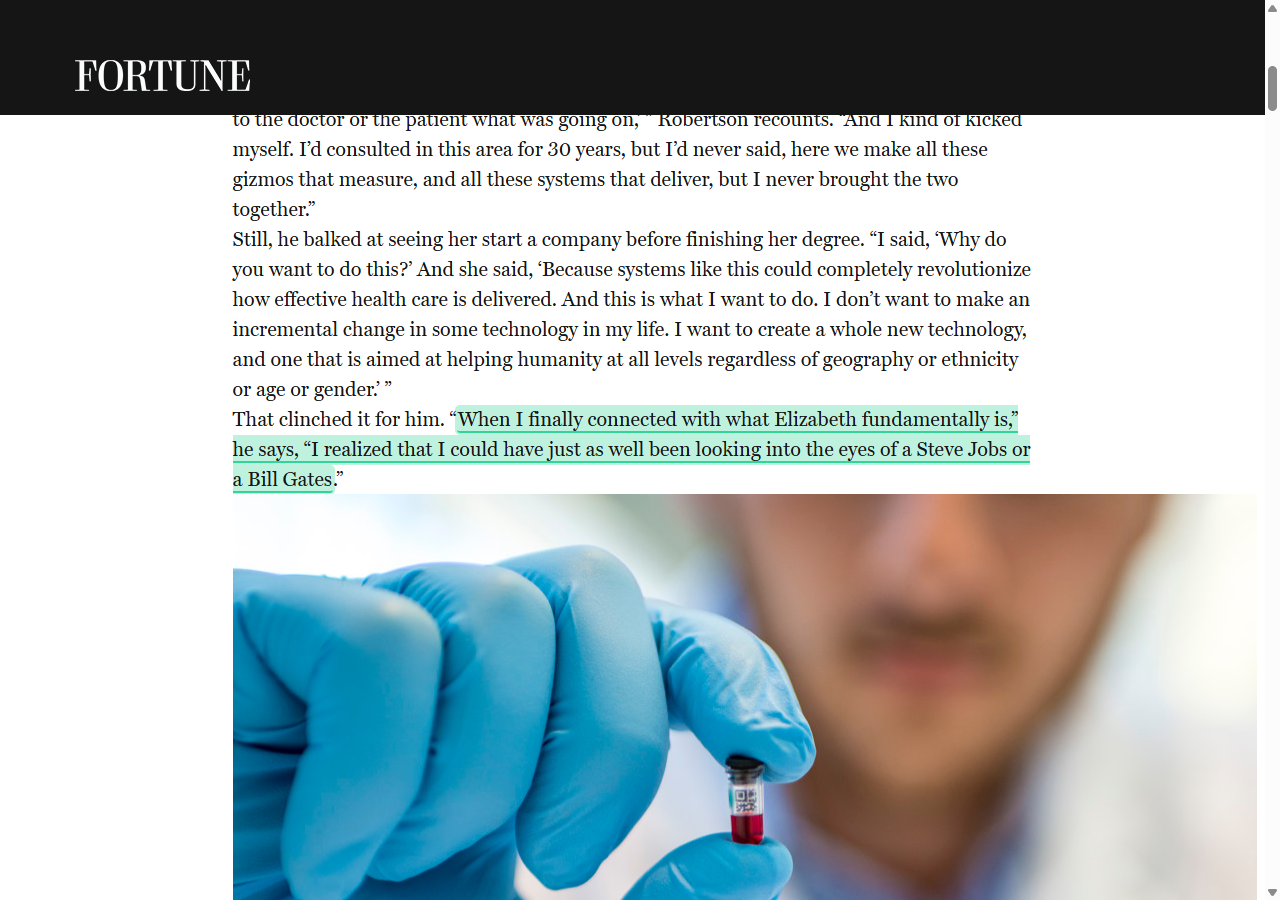 FORTUNE
to the doctor or the patient what was going on,’ ” Robertson recounts. “And I kind of kicked
myself. I’d consulted in this area for 30 years, but I’d never said, here we make all these
gizmos that measure, and all these systems that deliver, but I never brought the two
together.”
Still, he balked at seeing her start a company before finishing her degree. “I said, ‘Why do
you want to do this?’ And she said, ‘Because systems like this could completely revolutionize
how effective health care is delivered. And this is what I want to do. I don’t want to make an
incremental change in some technology in my life. I want to create a whole new technology,
and one that is aimed at helping humanity at all levels regardless of geography or ethnicity
or age or gender.’ ”
That clinched it for him. “When I finally connected with what Elizabeth fundamentally is,”
he says, “I realized that I could have just as well been looking into the eyes of a Steve Jobs or
a Bill Gates.”